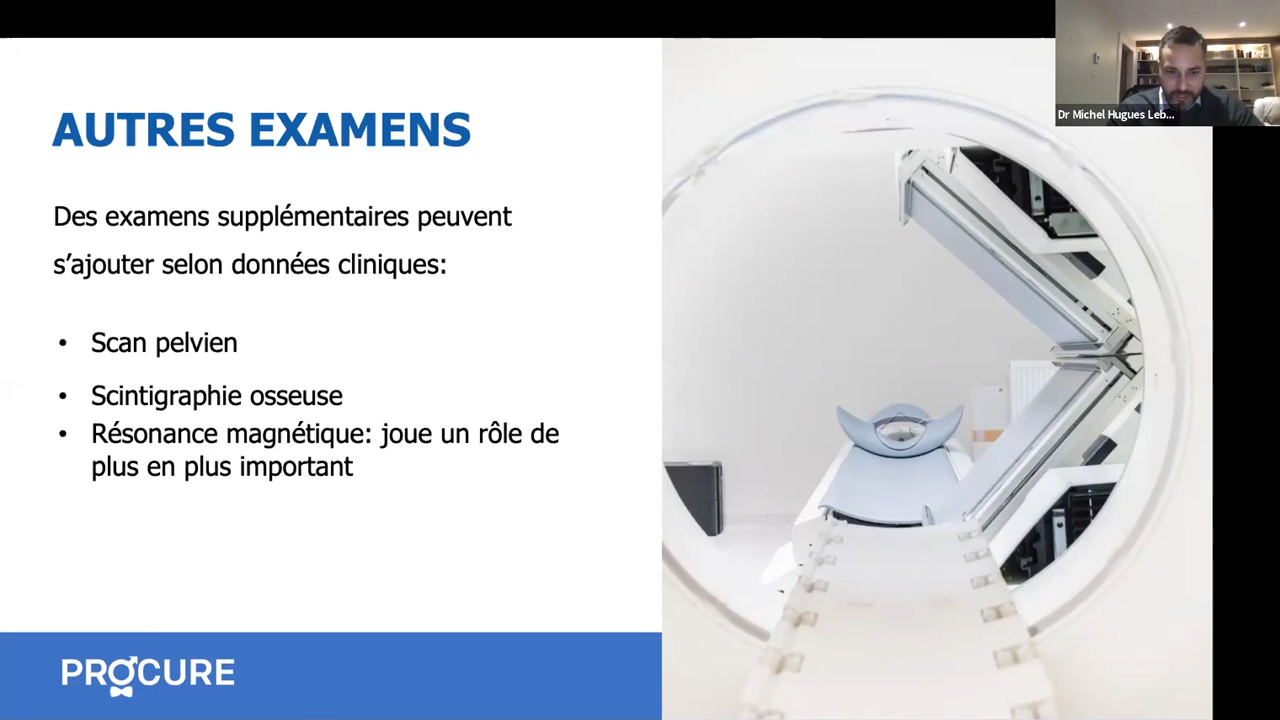 Dr Michel Hugues Leb...
AUTRES EXAMENS
Des examens supplémentaires peuvent
s’ajouter selon données cliniques:
• Scan pelvien
• Scintigraphie osseuse
• Résonance magnétique: joue un rôle de
plus en plus important
PROCURE